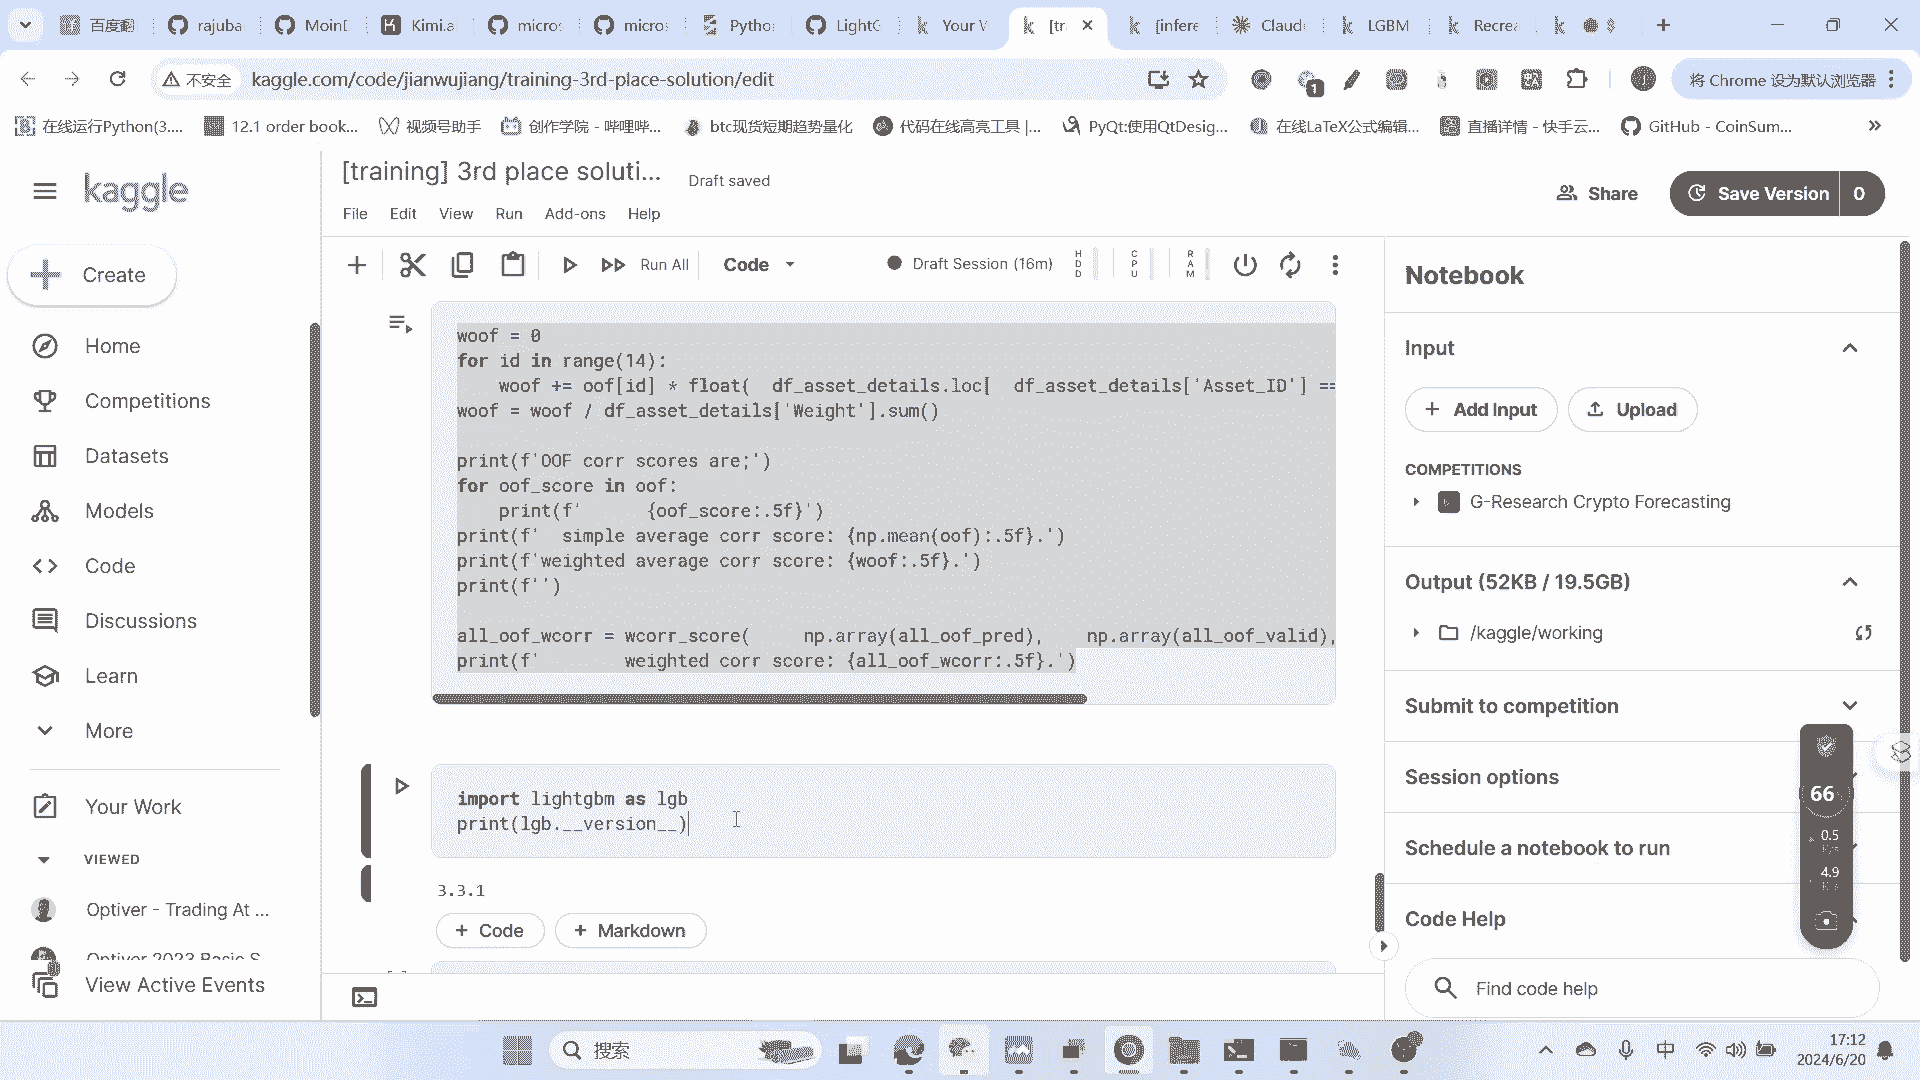 百度翻
rajuba
MoinD
Kimi.a
micros
micros
Python
LightG
Your W
[tr
{infere
Claude
LGBM
Recrea
不安全
kaggle.com/code/jianwujiang/training-3rd-place-solution/edit
1
将 Chrome 设为默认浏览器
在线运行Python(3....
12.1 order book...
视频号助手
创作学院 - 哔哩哔...
btc现货短期趋势量化
代码在线高亮工具 |...
PyQt:使用QtDesig...
在线LaTeX公式编辑...
直播详情 - 快手云...
GitHub - CoinSum...
kaggle
Create
Home
Competitions
Datasets
Models
Code
Discussions
Learn
More
Your Work
VIEWED
Optiver - Trading At ...
Optiver 2023 Basic S
View Active Events
[training] 3rd place soluti...
Draft saved
File Edit View Run Add-ons Help
Share
Save Version
0
Run All
Code
Draft Session (16m)
HDD
CPU
RAM
woof = 0
for id in range(14):
woof += oof[id] * float( df_asset_details.loc[ df_asset_details['Asset_ID'] ==
woof = woof / df_asset_details['Weight'].sum()
print(f'OOF corr scores are;')
for oof_score in oof:
print(f' {oof_score:.5f}')
print(f' simple average corr score: {np.mean(oof):.5f}.')
print(f'weighted average corr score: {woof:.5f}.')
print(f'')
all_oof_wcorr = wcorr_score( np.array(all_oof_pred), np.array(all_oof_valid),
print(f' weighted corr score: {all_oof_wcorr:.5f}.')
import lightgbm as lgb
print(lgb.__version__)
3.3.1
+ Code
+ Markdown
Notebook
Input
+ Add Input
Upload
COMPETITIONS
G-Research Crypto Forecasting
Output (52KB / 19.5GB)
/kaggle/working
Submit to competition
Session options
Schedule a notebook to run
Code Help
Find code help
66
0.5
4.9
搜索
中
17:12
2024/6/20